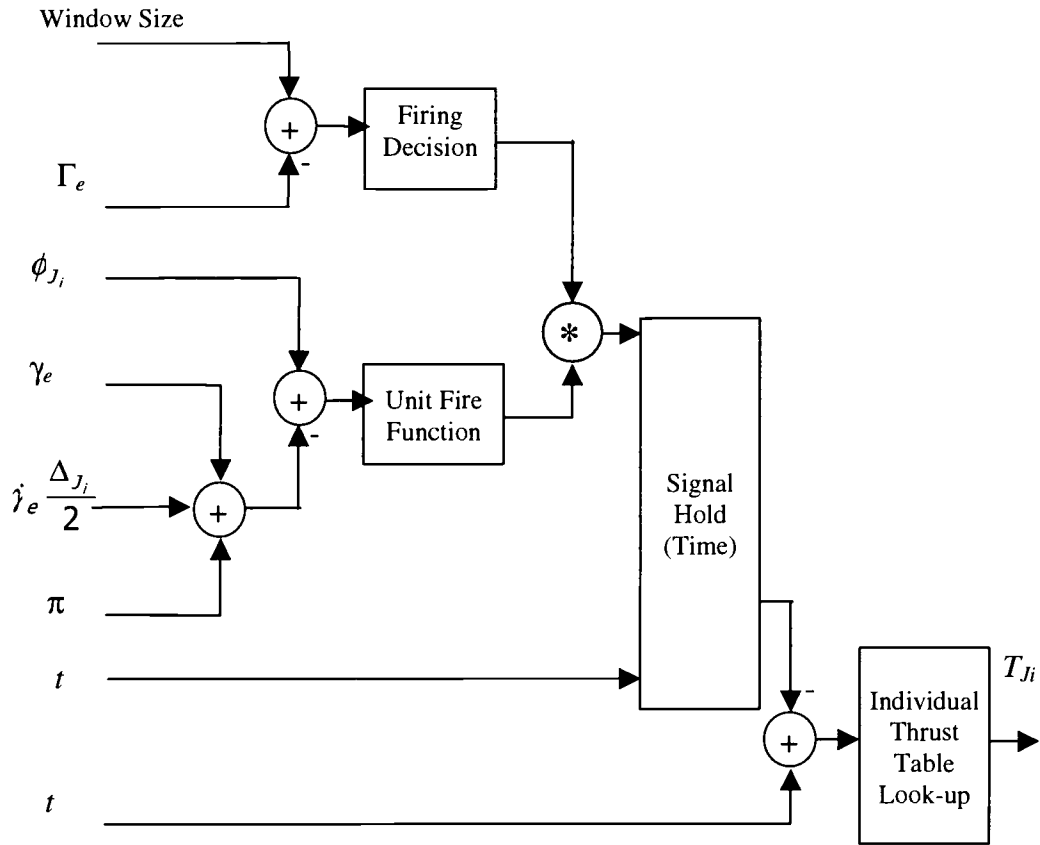 Window Size
Firing
Decision
+
-
Γe
ϕJi
*
γe
Unit Fire
Function
+
-
γ̇e ΔJi
2
+
Signal
Hold
(Time)
π
t
-
TJi
Individual
Thrust
Table
Look-up
+
t